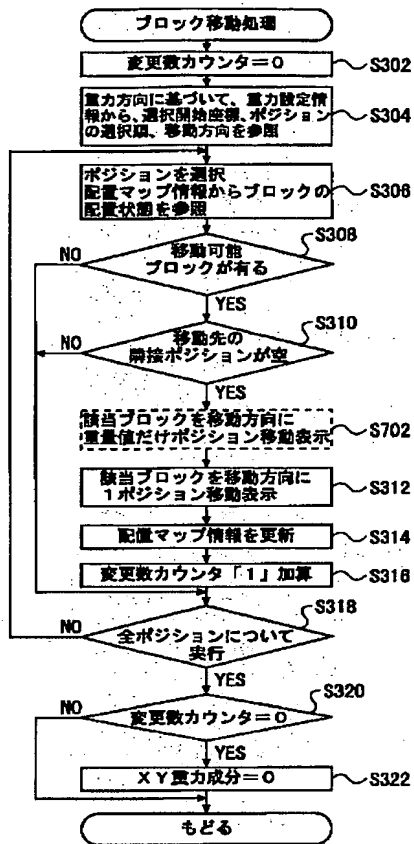 ブロック移動処理
変更数カウンタ=0
S302
重力方向に基づいて、重力設定情
報から、選択開始座標、ポジション
の選択順、移動方向を参照
S304
ポジションを選択
配置マップ情報からブロックの
配置状態を参照
S306
移動可能
ブロックが有る
S308
NO
YES
移動先の
隣接ポジションが空
S310
NO
YES
該当ブロックを移動方向に
重量値だけポジション移動表示
S702
該当ブロックを移動方向に
1ポジション移動表示
S312
配置マップ情報を更新
S314
変更数カウンタ「1」加算
S316
全ポジションについて
実行
S318
NO
YES
変更数カウンタ=0
S320
NO
YES
XY重力成分=0
S322
もどる